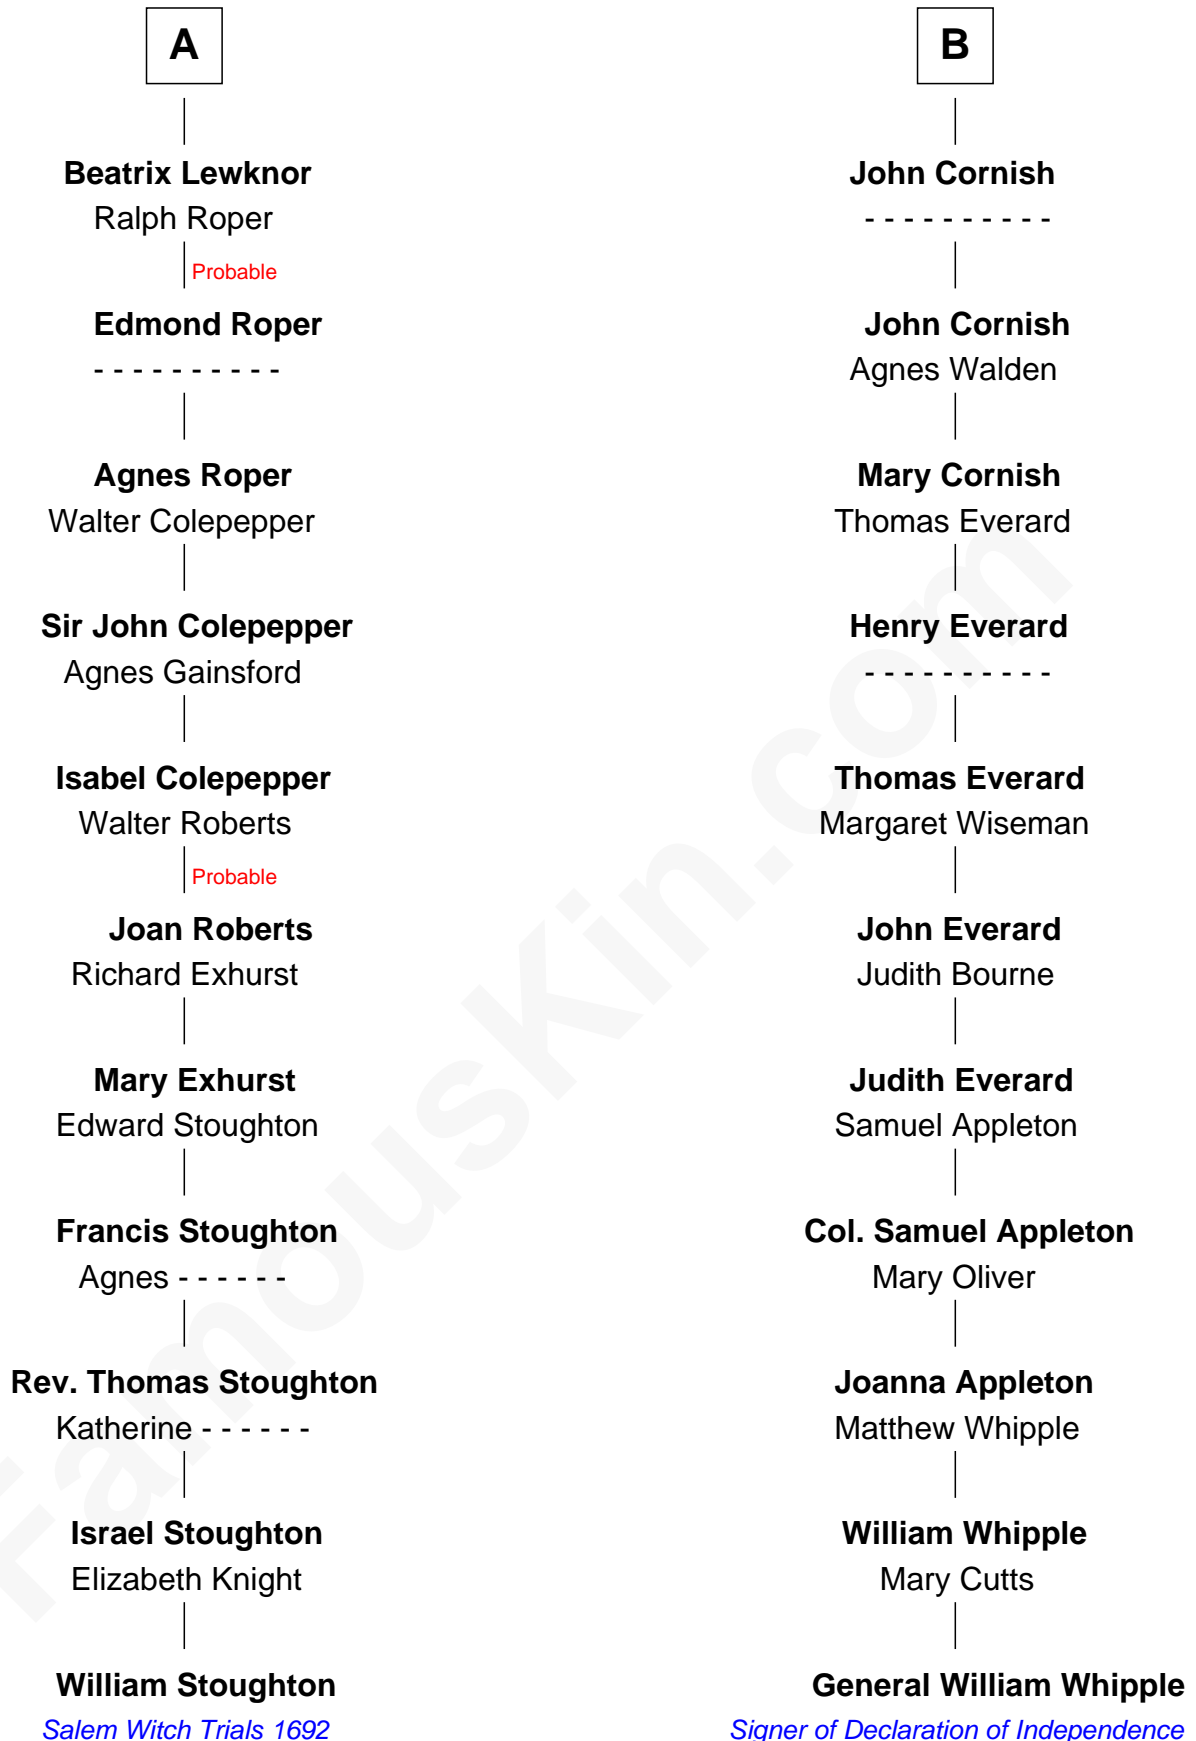 A
Beatrix Lewknor
Ralph Roper
Probable
Edmond Roper
- - - - - - - - - -
Agnes Roper
Walter Colepepper
Sir John Colepepper
Agnes Gainsford
Isabel Colepepper
Walter Roberts
Probable
Joan Roberts
Richard Exhurst
Mary Exhurst
Edward Stoughton
Francis Stoughton
Agnes - - - - - -
Rev. Thomas Stoughton
Katherine - - - - - -
Israel Stoughton
Elizabeth Knight
William Stoughton
Salem Witch Trials 1692
B
John Cornish
- - - - - - - - - -
John Cornish
Agnes Walden
Mary Cornish
Thomas Everard
Henry Everard
- - - - - - - - - -
Thomas Everard
Margaret Wiseman
John Everard
Judith Bourne
Judith Everard
Samuel Appleton
Col. Samuel Appleton
Mary Oliver
Joanna Appleton
Matthew Whipple
William Whipple
Mary Cutts
General William Whipple
Signer of Declaration of Independence
FamousKin.com